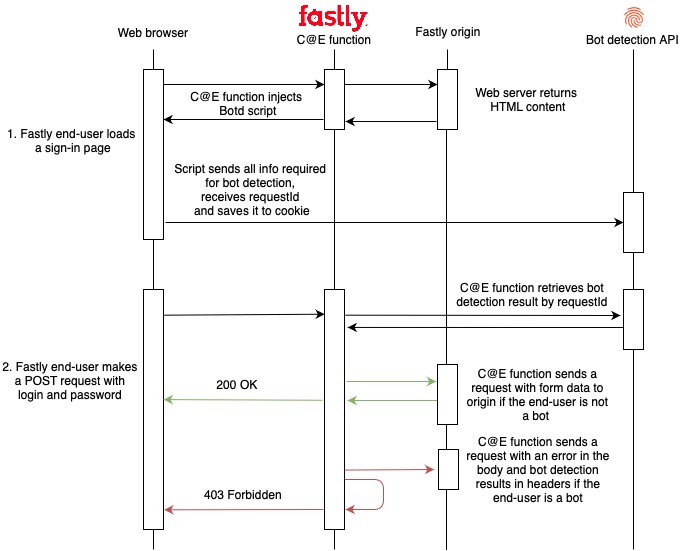 fastly
Web browser
C@E function
Fastly origin
Bot detection API
C@E function injects
Botd script
Web server returns
HTML content
1. Fastly end-user loads
a sign-in page
Script sends all info required
for bot detection,
receives requestId
and saves it to cookie
C@E function retrieves bot
detection result by requestId
2. Fastly end-user makes
a POST request with
login and password
200 OK
C@E function sends a
request with form data to
origin if the end-user is not
a bot
C@E function sends a
request with an error in the
body and bot detection
results in headers if the
end-user is a bot
403 Forbidden